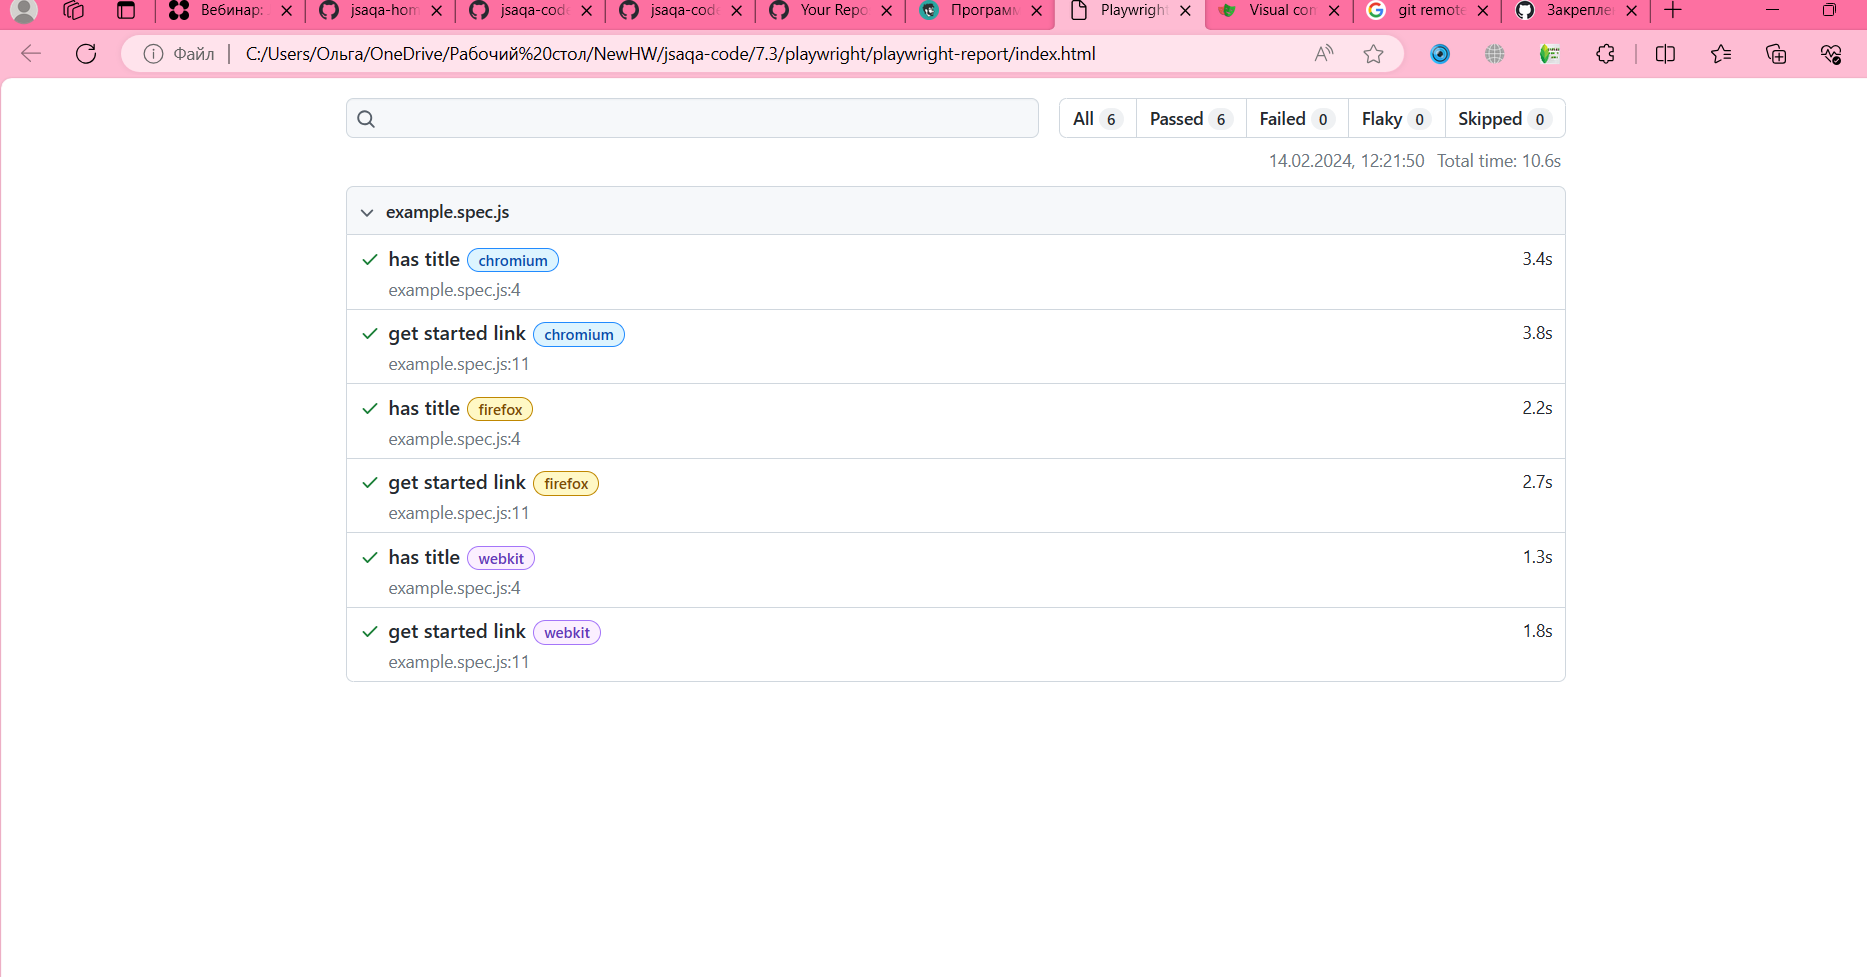 Вебинар:
jsaqa-hom
jsaqa-code
jsaqa-code
Your Repo
Программ
Playwright
Visual com
git remote
Закрепле
Файл | C:/Users/Ольга/OneDrive/Рабочий%20стол/NewHW/jsaqa-code/7.3/playwright/playwright-report/index.html
All 6 Passed 6 Failed 0 Flaky 0 Skipped 0
14.02.2024, 12:21:50 Total time: 10.6s
example.spec.js
has title chromium 3.4s
example.spec.js:4
get started link chromium 3.8s
example.spec.js:11
has title firefox 2.2s
example.spec.js:4
get started link firefox 2.7s
example.spec.js:11
has title webkit 1.3s
example.spec.js:4
get started link webkit 1.8s
example.spec.js:11